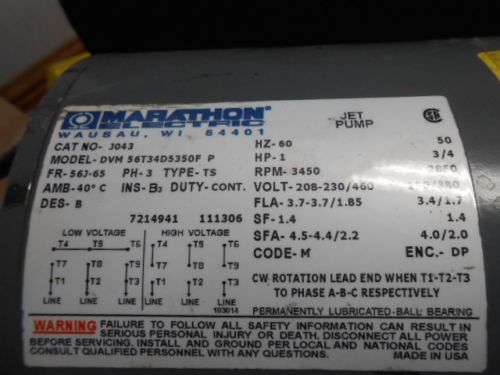 MARATHON
ELECTRIC
WAUSAU, WI 54401
JET
PUMP
CAT NO- J043
MODEL- DVM 56T34D5350F P
FR- 56J-65 PH-3 TYPE-TS
AMB-40°C INS-B3 DUTY-CONT.
DES-B
7214941 111306
HZ-60 50
HP-1 3/4
RPM-3450 2850
VOLT-208-230/460 190/380
FLA-3.7-3.7/1.85 3.4/1.7
SF-1.4 1.4
SFA-4.5-4.4/2.2 4.0/2.0
CODE-M ENC.-DP
LOW VOLTAGE HIGH VOLTAGE
T4 T5 T6 T4 T5 T6
T7 T8 T9 T7 T8 T9
T1 T2 T3 T1 T2 T3
LINE LINE LINE LINE LINE LINE
103014
CW ROTATION LEAD END WHEN T1-T2-T3
TO PHASE A-B-C RESPECTIVELY
PERMANENTLY LUBRICATED-BALL BEARING
WARNING FAILURE TO FOLLOW ALL SAFETY INFORMATION CAN RESULT IN
SERIOUS PERSONAL INJURY OR DEATH. DISCONNECT ALL POWER
BEFORE SERVICING. INSTALL AND GROUND PER LOCAL AND NATIONAL CODES
CONSULT QUALIFIED PERSONNEL WITH ANY QUESTIONS. MADE IN USA